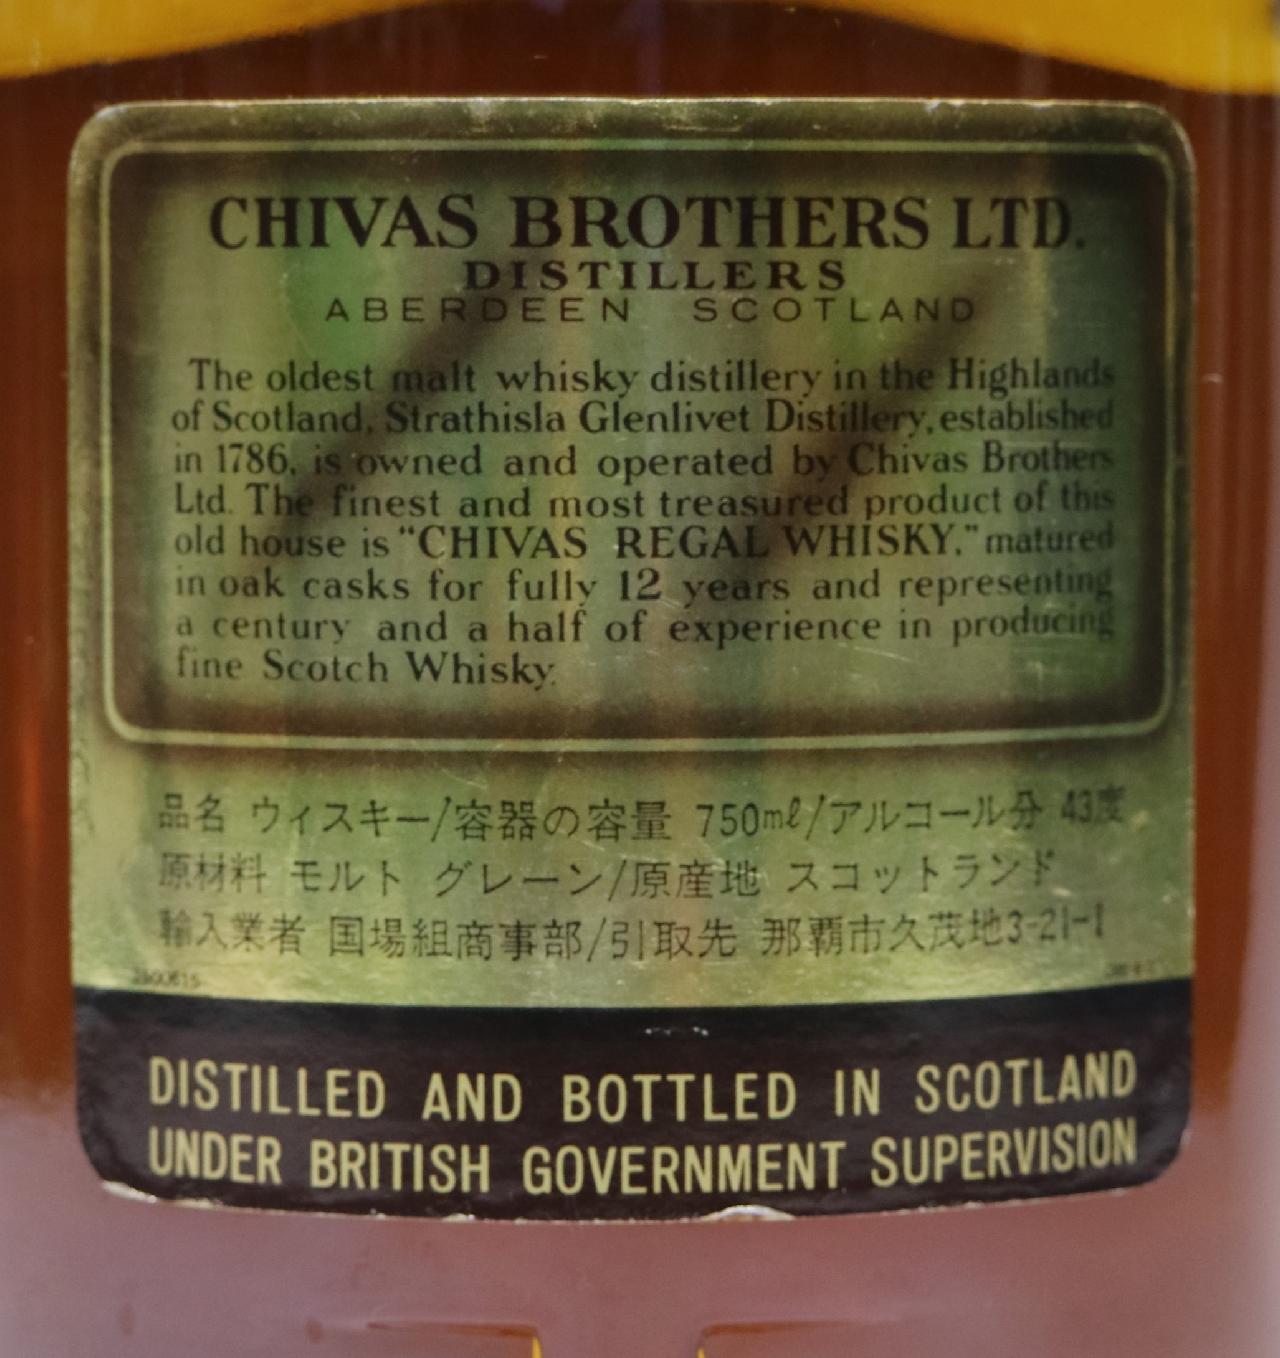 CHIVAS BROTHERS LTD.
DISTILLERS
ABERDEEN SCOTLAND
The oldest malt whisky distillery in the Highlands
of Scotland, Strathisla Glenlivet Distillery, established
in 1786, is owned and operated by Chivas Brothers
Ltd. The finest and most treasured product of this
old house is "CHIVAS REGAL WHISKY," matured
in oak casks for fully 12 years and representing
a century and a half of experience in producing
fine Scotch Whisky.
品名 ウィスキー/容器の容量 750mℓ/アルコール分 43度
原材料 モルト グレーン/原産地 スコットランド
輸入業者 国場組商事部/引取先 那覇市久茂地3-21-1
DISTILLED AND BOTTLED IN SCOTLAND
UNDER BRITISH GOVERNMENT SUPERVISION